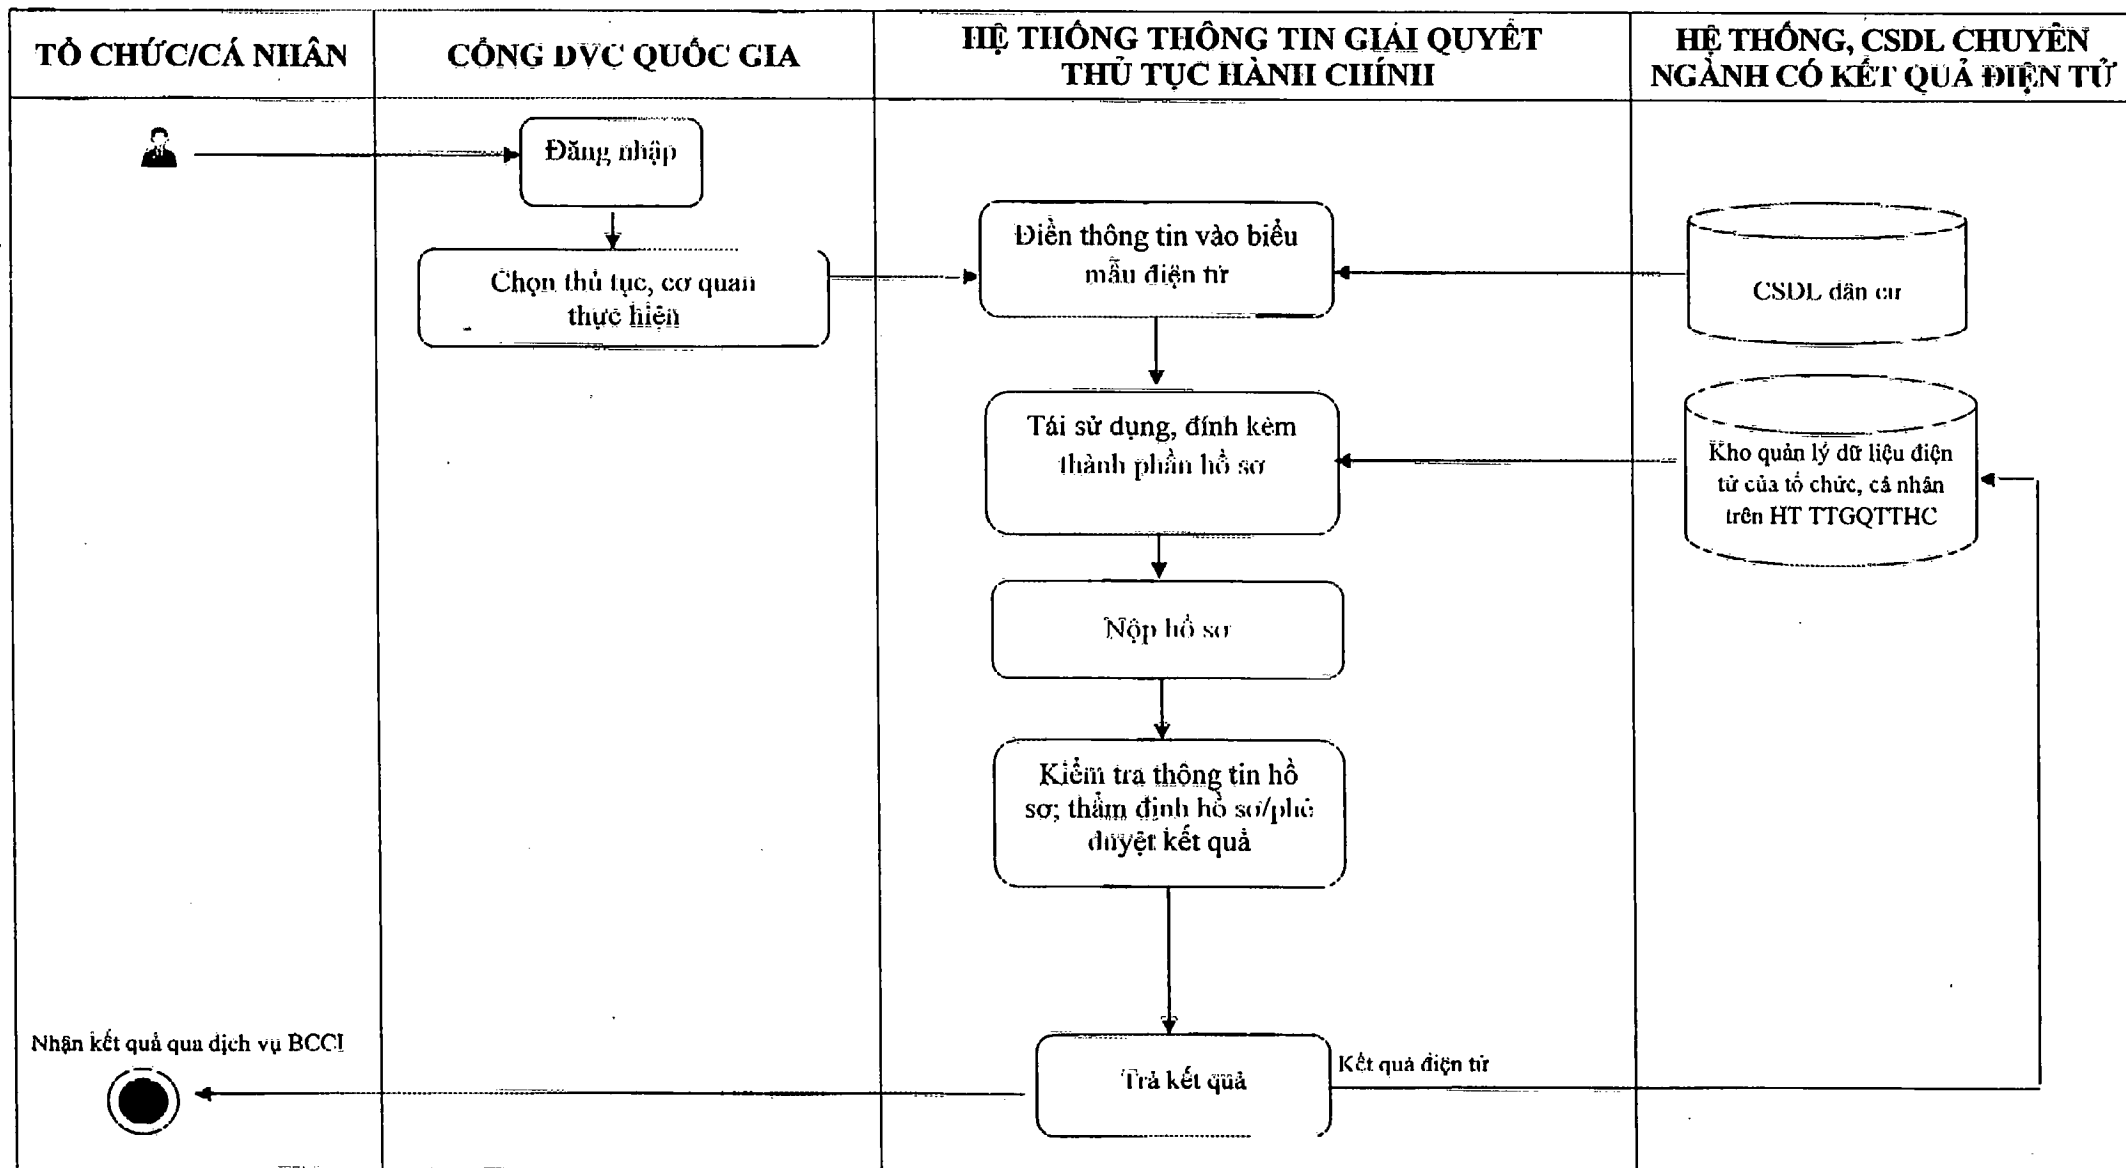 TỔ CHỨC/CÁ NHÂN
CỔNG DVC QUỐC GIA
HỆ THỐNG THÔNG TIN GIẢI QUYẾT
THỦ TỤC HÀNH CHÍNH
HỆ THỐNG, CSDL CHUYÊN
NGÀNH CÓ KẾT QUẢ ĐIỆN TỬ
Đăng nhập
Chọn thủ tục, cơ quan
thực hiện
Điền thông tin vào biểu
mẫu điện tử
CSDL dân cư
Tái sử dụng, đính kèm
thành phần hồ sơ
Kho quản lý dữ liệu điện
tử của tổ chức, cá nhân
trên HT TTGQTTHC
Nộp hồ sơ
Kiểm tra thông tin hồ
sơ; thẩm định hồ sơ/phê
duyệt kết quả
Nhận kết quả qua dịch vụ BCCI
Trả kết quả
Kết quả điện tử